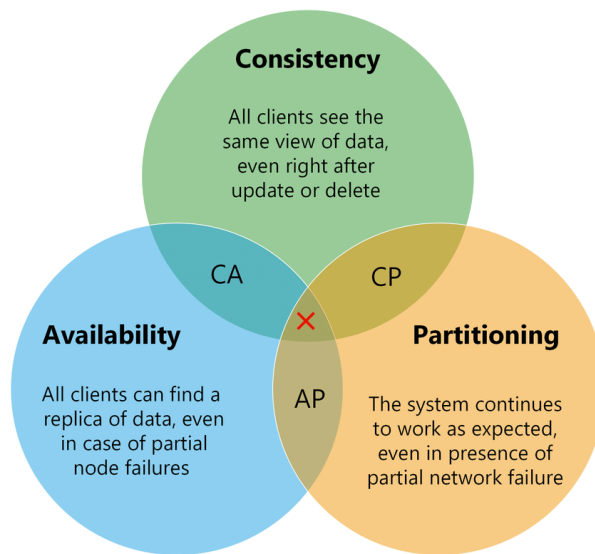 Consistency
All clients see the
same view of data,
even right after
update or delete
CA
CP
Availability
Partitioning
All clients can find a
replica of data, even
in case of partial
node failures
AP
The system continues
to work as expected,
even in presence of
partial network failure